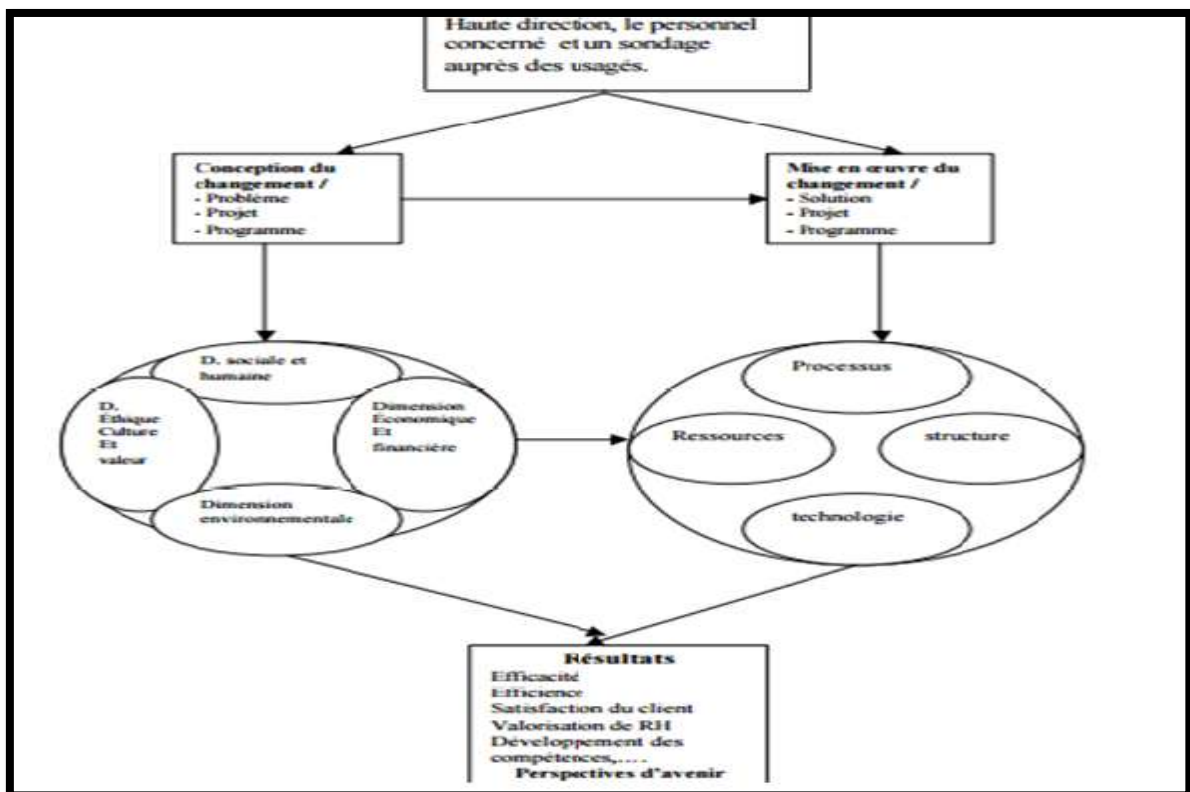 Haute direction, le personnel
concerné et un sondage
auprès des usagés.
Conception du
changement /
- Problème
- Projet
- Programme
Mise en œuvre du
changement /
- Solution
- Projet
- Programme
D. sociale et
humaine
D.
Éthique
Culture
Et
valeur
Dimension
Economique
Et
financière
Dimension
environnementale
Processus
Ressources
structure
technologie
Résultats
Efficacité
Efficience
Satisfaction du client
Valorisation de RH
Développement des
compétences,....
Perspectives d'avenir